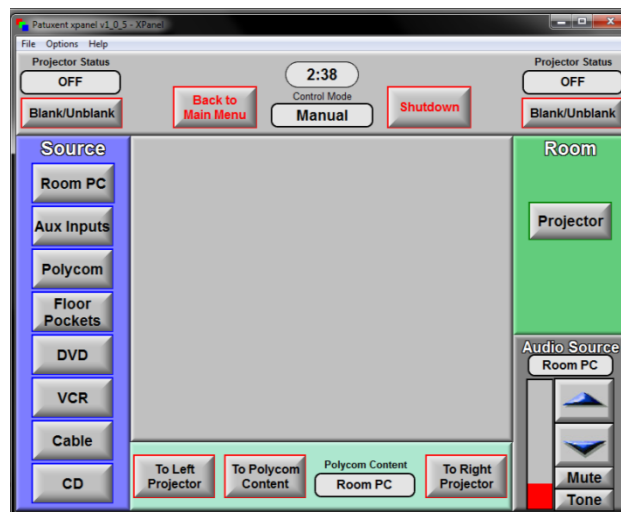 Patuxent xpanel v1_0_5 - XPanel
File Options Help
Projector Status
OFF
Blank/Unblank
Back to
Main Menu
2:38
Control Mode
Manual
Shutdown
Projector Status
OFF
Blank/Unblank
Source
Room PC
Aux Inputs
Polycom
Floor
Pockets
DVD
VCR
Cable
CD
To Left
Projector
To Polycom
Content
Polycom Content
Room PC
To Right
Projector
Room
Projector
Audio Source
Room PC
Mute
Tone